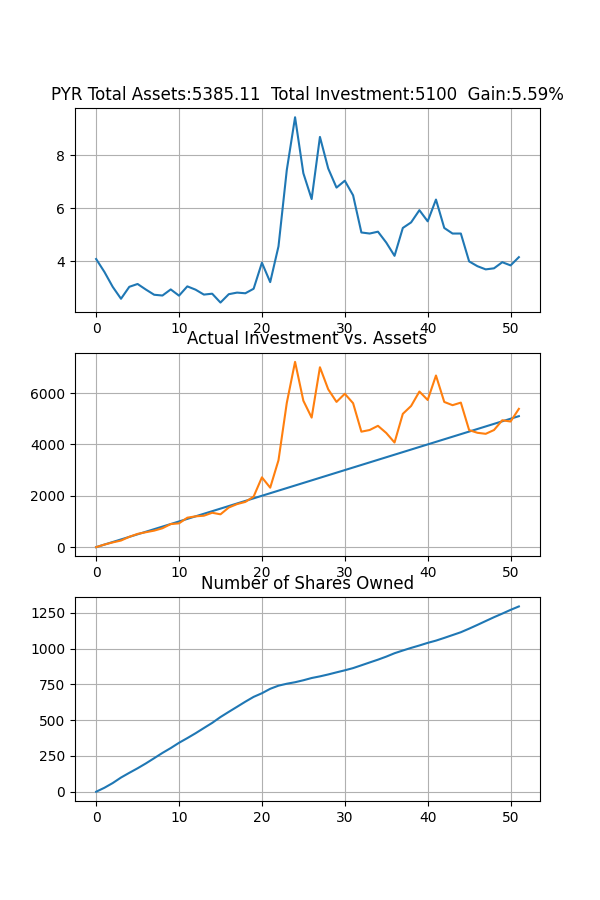 PYR Total Assets:5385.11  Total Investment:5100  Gain:5.59%
8
6
4
0 10 20 30 40 50
Actual Investment vs. Assets
6000
4000
2000
0
0 10 20 30 40 50
Number of Shares Owned
1250
1000
750
500
250
0
0 10 20 30 40 50